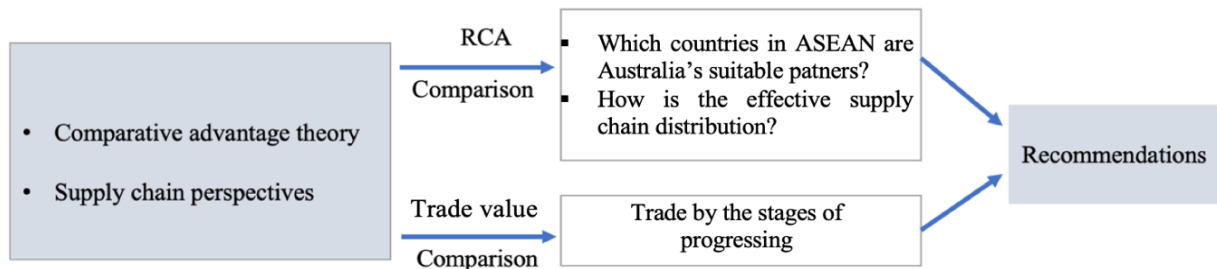 • Comparative advantage theory
• Supply chain perspectives
RCA
Comparison
▪ Which countries in ASEAN are
Australia's suitable patners?
▪ How is the effective supply
chain distribution?
Trade value
Comparison
Trade by the stages of
progressing
Recommendations